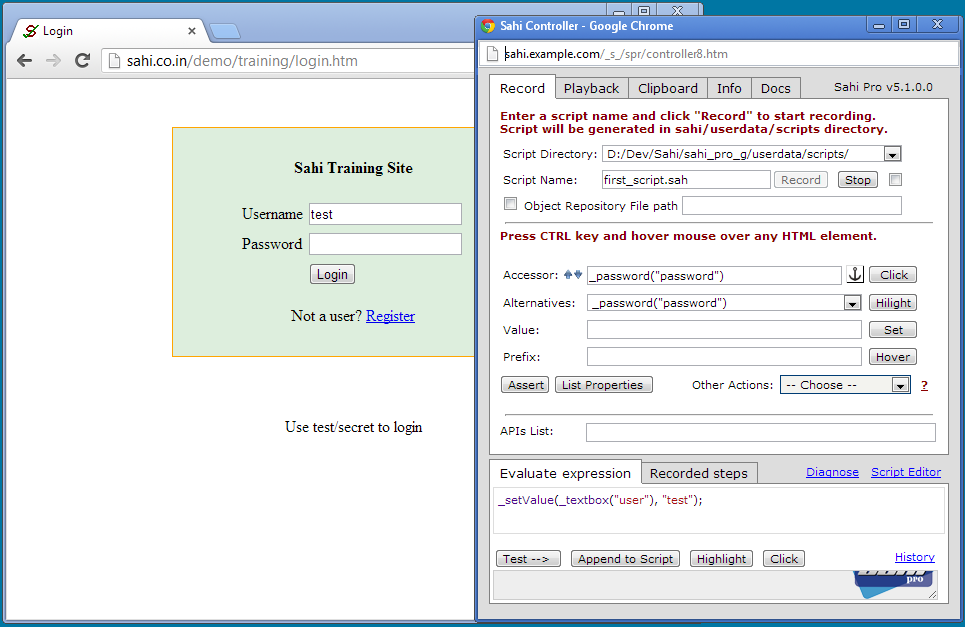 Login
sahi.co.in/demo/training/login.htm
Sahi Training Site
Username test
Password
Login
Not a user? Register
Use test/secret to login
Sahi Controller - Google Chrome
sahi.example.com/_s_/spr/controller8.htm
Record Playback Clipboard Info Docs Sahi Pro v5.1.0.0
Enter a script name and click "Record" to start recording.
Script will be generated in sahi/userdata/scripts directory.
Script Directory: D:/Dev/Sahi/sahi_pro_g/userdata/scripts/
Script Name: first_script.sah Record Stop
Object Repository File path
Press CTRL key and hover mouse over any HTML element.
Accessor: _password("password") Click
Alternatives: _password("password") Hilight
Value: Set
Prefix: Hover
Assert List Properties Other Actions: -- Choose -- ?
APIs List:
Evaluate expression Recorded steps Diagnose Script Editor
_setValue(_textbox("user"), "test");
Test --> Append to Script Highlight Click History
pro